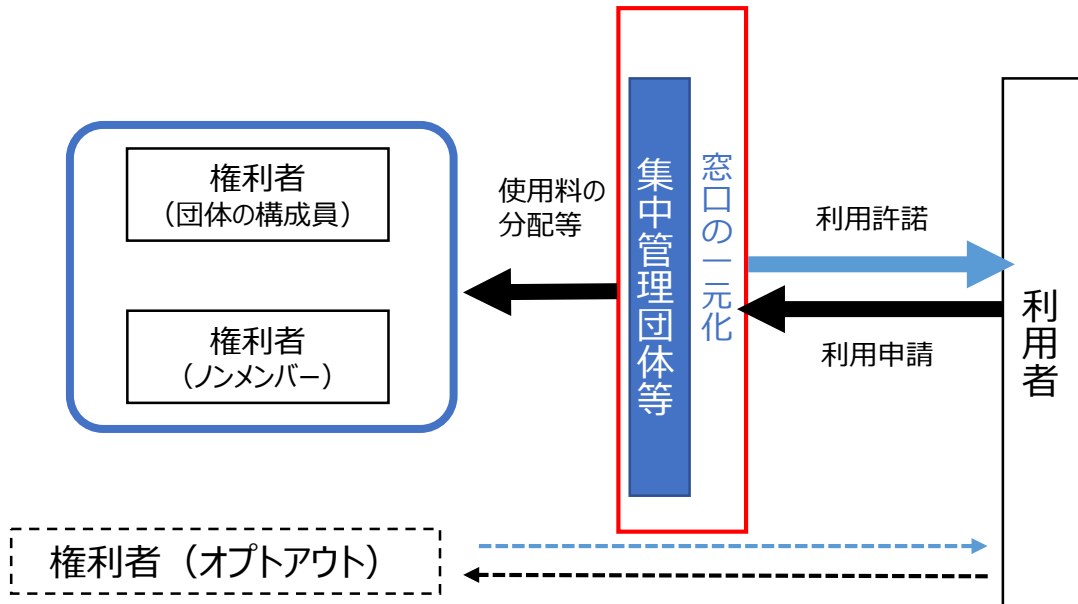 権利者
（団体の構成員）
権利者
（ノンメンバー）
使用料の
分配等
集中管理団体等
窓口の一元化
利用許諾
利用申請
利用者
権利者（オプトアウト）